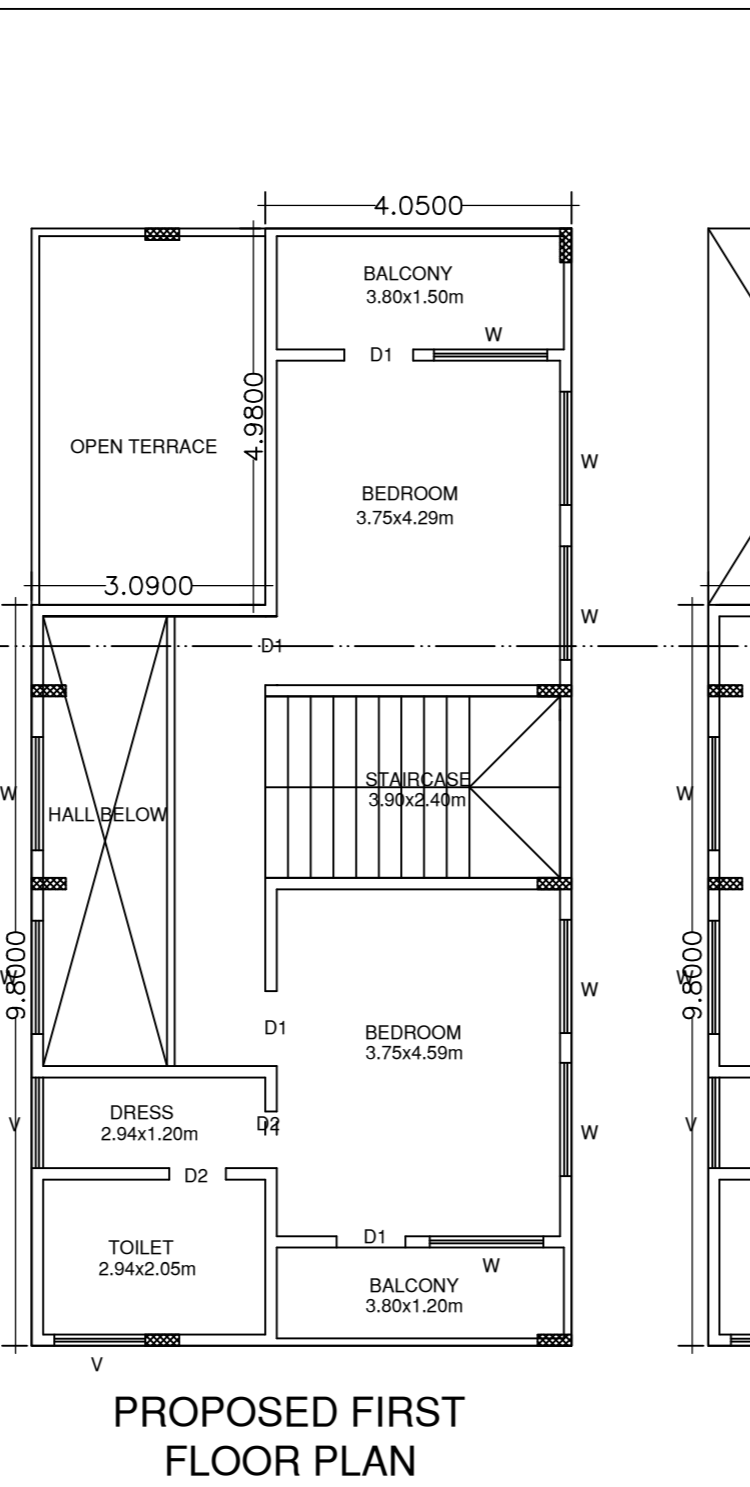 4.0500
BALCONY
3.80x1.50m
W
D1
4.9800
OPEN TERRACE
W
BEDROOM
3.75x4.29m
3.0900
W
D1
STAIRCASE
3.90x2.40m
W
W
HALL BELOW
9.8000
W
9.8000
W
W
D1
BEDROOM
3.75x4.59m
DRESS
2.94x1.20m
V
D2
W
V
D2
D1
TOILET
2.94x2.05m
W
BALCONY
3.80x1.20m
V
PROPOSED FIRST
FLOOR PLAN